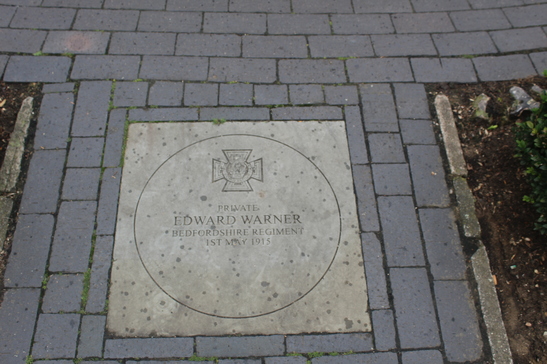 PRIVATE
EDWARD WARNER
BEDFORDSHIRE REGIMENT
1ST MAY 1915